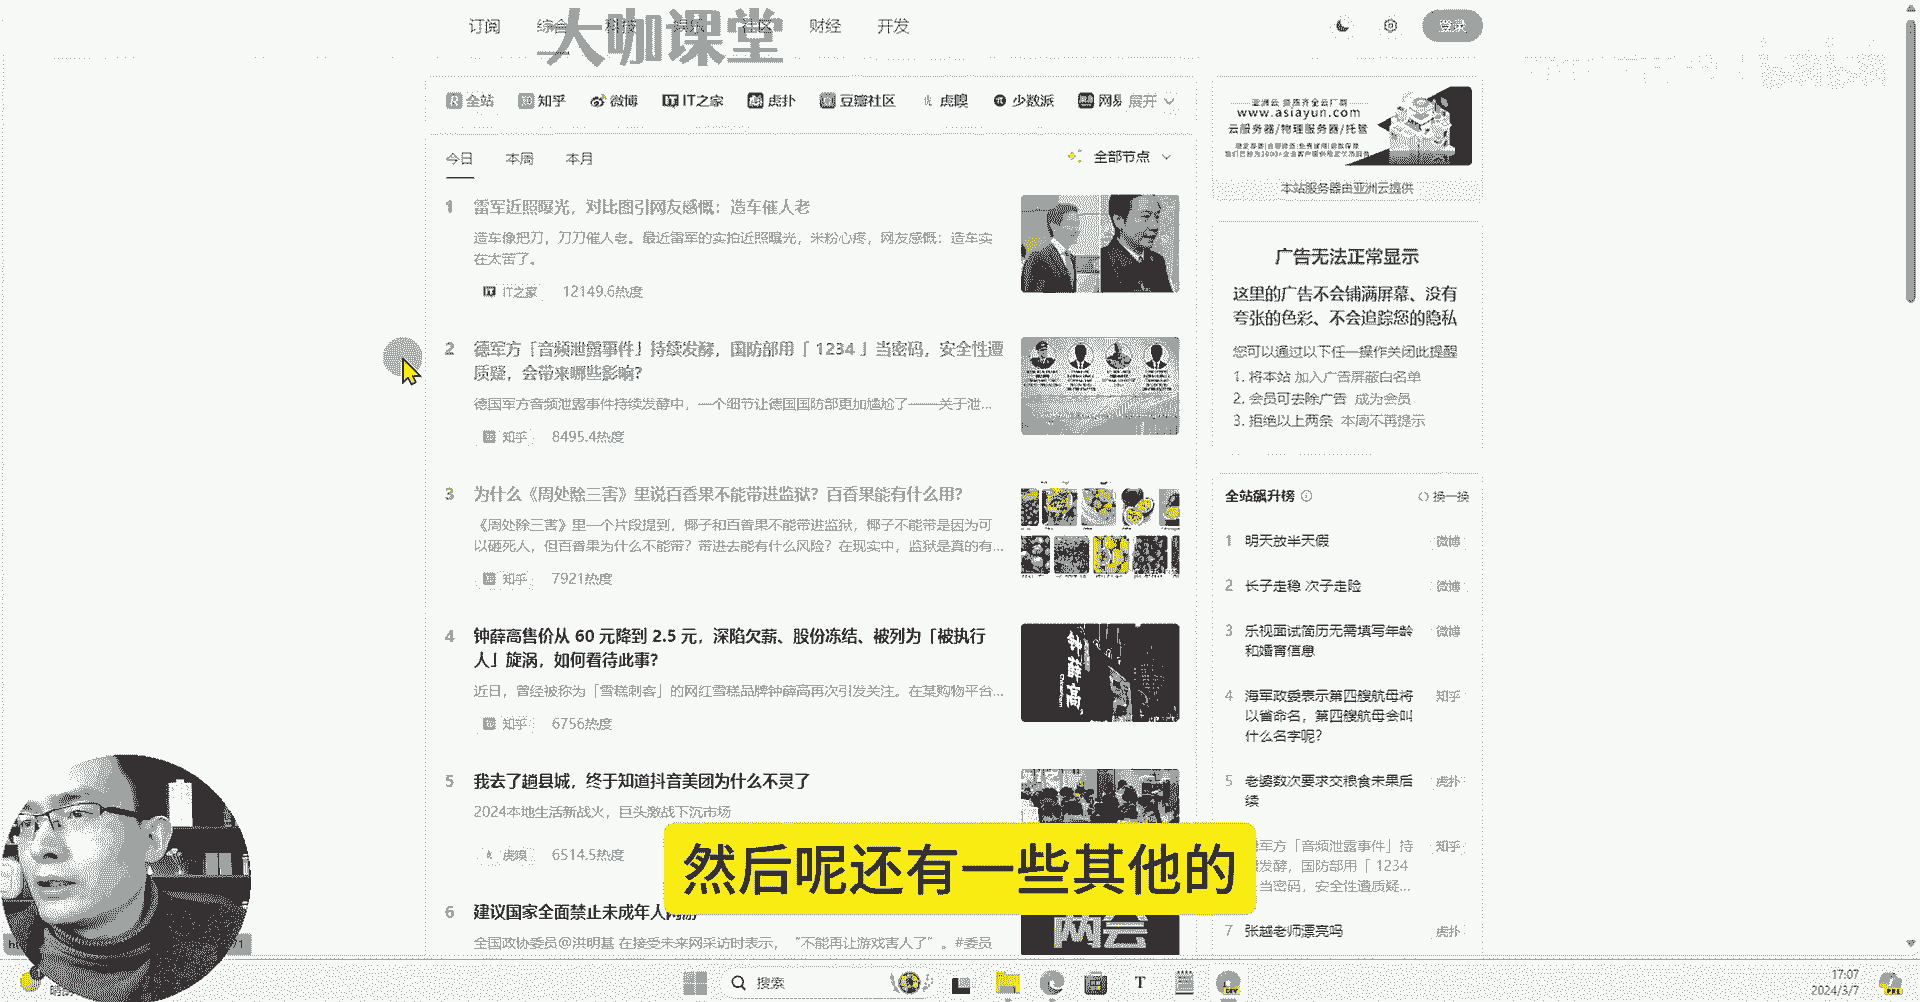 订阅 综合 科技 娱乐 社区 财经 开发
登录
大咖课堂
全站 知乎 微博 IT之家 虎扑 豆瓣社区 虎嗅 少数派 网易 展开
今日 本周 本月
全部节点
1 雷军近照曝光，对比图引网友感慨：造车催人老
造车像把刀，刀刀催人老。最近雷军的实拍近照曝光，米粉心疼，网友感慨：造车实
在太苦了。
IT之家 12149.6热度
2 德军方「音频泄露事件」持续发酵，国防部用「 1234 」当密码，安全性遭
质疑，会带来哪些影响？
德国军方音频泄露事件持续发酵中，一个细节让德国国防部更加尴尬了——关于泄...
知乎 8495.4热度
3 为什么《周处除三害》里说百香果不能带进监狱？百香果能有什么用？
《周处除三害》里一个片段提到，椰子和百香果不能带进监狱，椰子不能带是因为可
以砸死人，但百香果为什么不能带？带进去能有什么风险？在现实中，监狱是真的有...
知乎 7921热度
4 钟薛高售价从 60 元降到 2.5 元，深陷欠薪、股份冻结、被列为「被执行
人」旋涡，如何看待此事？
近日，曾经被称为「雪糕刺客」的网红雪糕品牌钟薛高再次引发关注。在某购物平台...
知乎 6756热度
钟薛高
5 我去了趟县城，终于知道抖音美团为什么不灵了
2024本地生活新战火，巨头激战下沉市场
虎嗅 6514.5热度
6 建议国家全面禁止未成年人网游
全国政协委员@洪明基 在接受未来网采访时表示，“不能再让游戏害人了”。#委员
两会
亚洲云 资质齐全云厂商
www.asiayun.com
云服务器/物理服务器/托管
本站服务器由亚洲云提供
广告无法正常显示
这里的广告不会铺满屏幕、没有
夸张的色彩、不会追踪您的隐私
您可以通过以下任一操作关闭此提醒
1. 将本站 加入广告屏蔽白名单
2. 会员可去除广告 成为会员
3. 拒绝以上两条 本周不再提示
全站飙升榜 换一换
1 明天放半天假 微博
2 长子走稳 次子走险 微博
3 乐视面试简历无需填写年龄 微博
和婚育信息
4 海军政委表示第四艘航母将 知乎
以省命名，第四艘航母会叫
什么名字呢？
5 老婆数次要求交粮食未果后 虎扑
续
军方「音频泄露事件」持 知乎
发酵，国防部用「 1234
当密码，安全性遭质疑...
7 张越老师漂亮吗 虎扑
然后呢还有一些其他的
搜索
T
17:07
2024/3/7